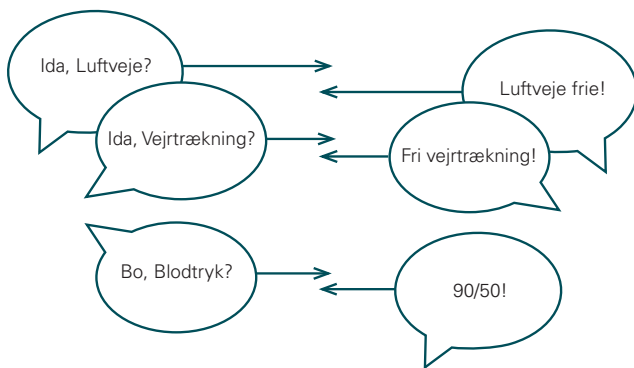 Ida, Luftveje?
Luftveje frie!
Ida, Vejrtrækning?
Fri vejrtrækning!
Bo, Blodtryk?
90/50!